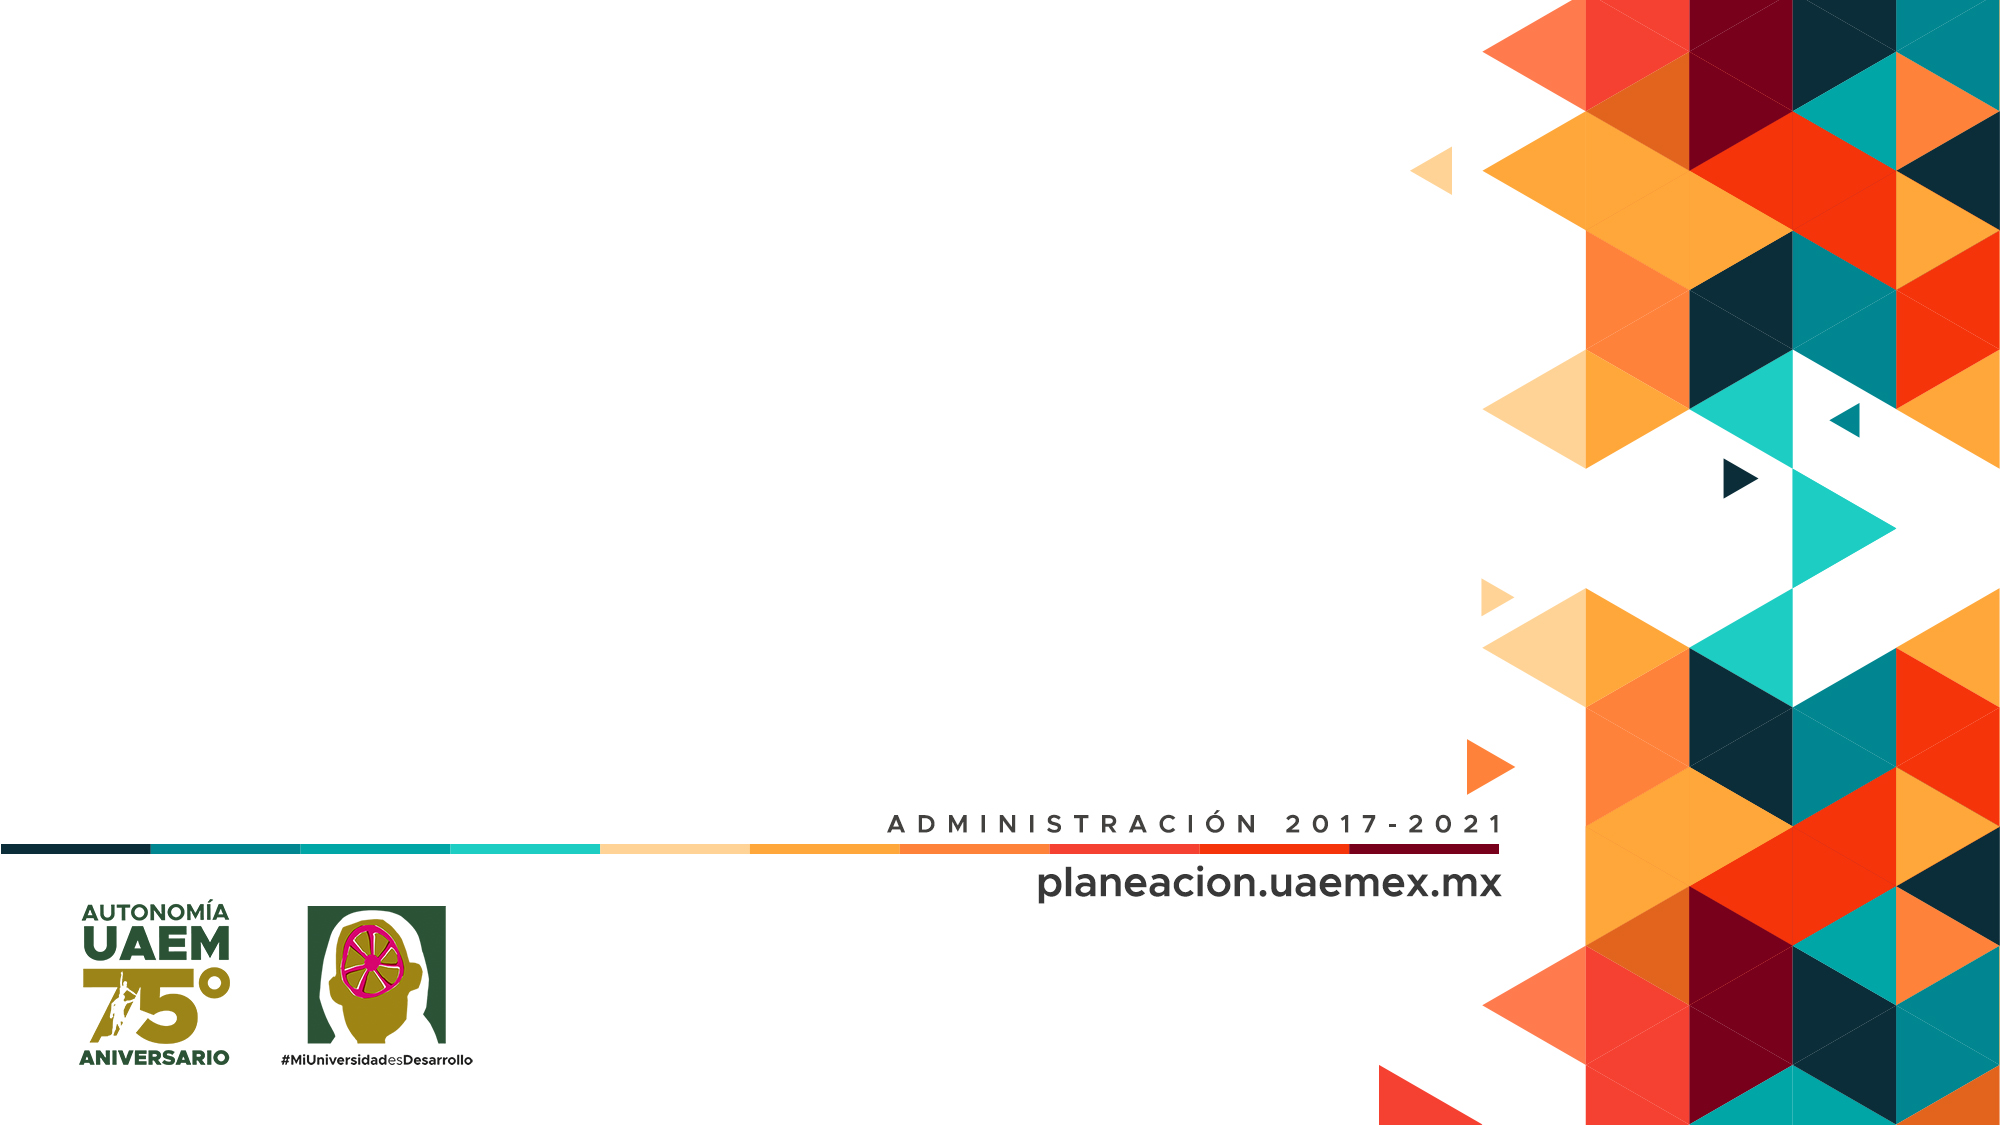 ADMINISTRACIÓN 2017-2021
planeacion.uaemex.mx
AUTONOMÍA
UAEM
75°
ANIVERSARIO
#MiUniversidadesDesarrollo